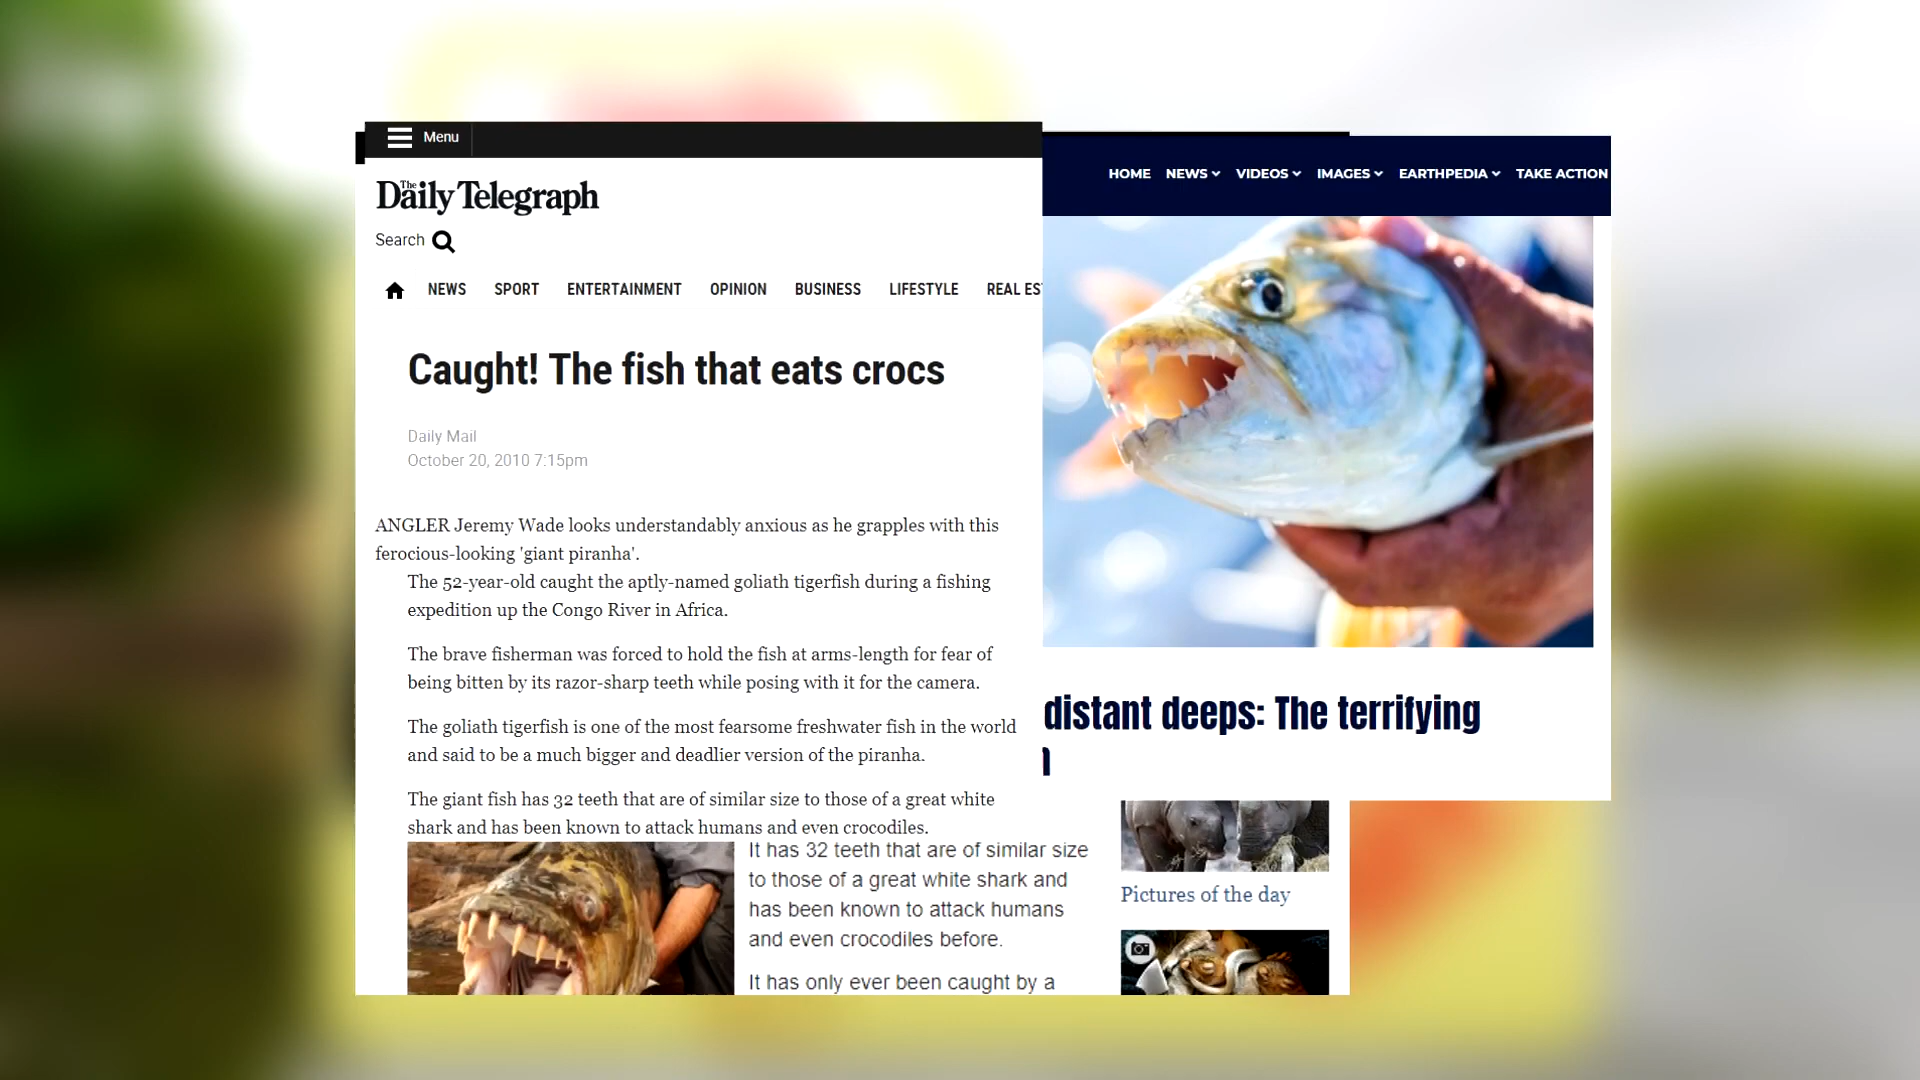 Menu
The Daily Telegraph
Search
NEWS SPORT ENTERTAINMENT OPINION BUSINESS LIFESTYLE REAL
Caught! The fish that eats crocs
Daily Mail
October 20, 2010 7:15pm
ANGLER Jeremy Wade looks understandably anxious as he grapples with this
ferocious-looking 'giant piranha'.
The 52-year-old caught the aptly-named goliath tigerfish during a fishing
expedition up the Congo River in Africa.
The brave fisherman was forced to hold the fish at arms-length for fear of
being bitten by its razor-sharp teeth while posing with it for the camera.
The goliath tigerfish is one of the most fearsome freshwater fish in the world
and said to be a much bigger and deadlier version of the piranha.
The giant fish has 32 teeth that are of similar size to those of a great white
shark and has been known to attack humans and even crocodiles.
It has 32 teeth that are of similar size
to those of a great white shark and
has been known to attack humans
and even crocodiles before.
It has only ever been caught by a
HOME NEWS VIDEOS IMAGES EARTHPEDIA TAKE ACTION
distant deeps: The terrifying
Pictures of the day